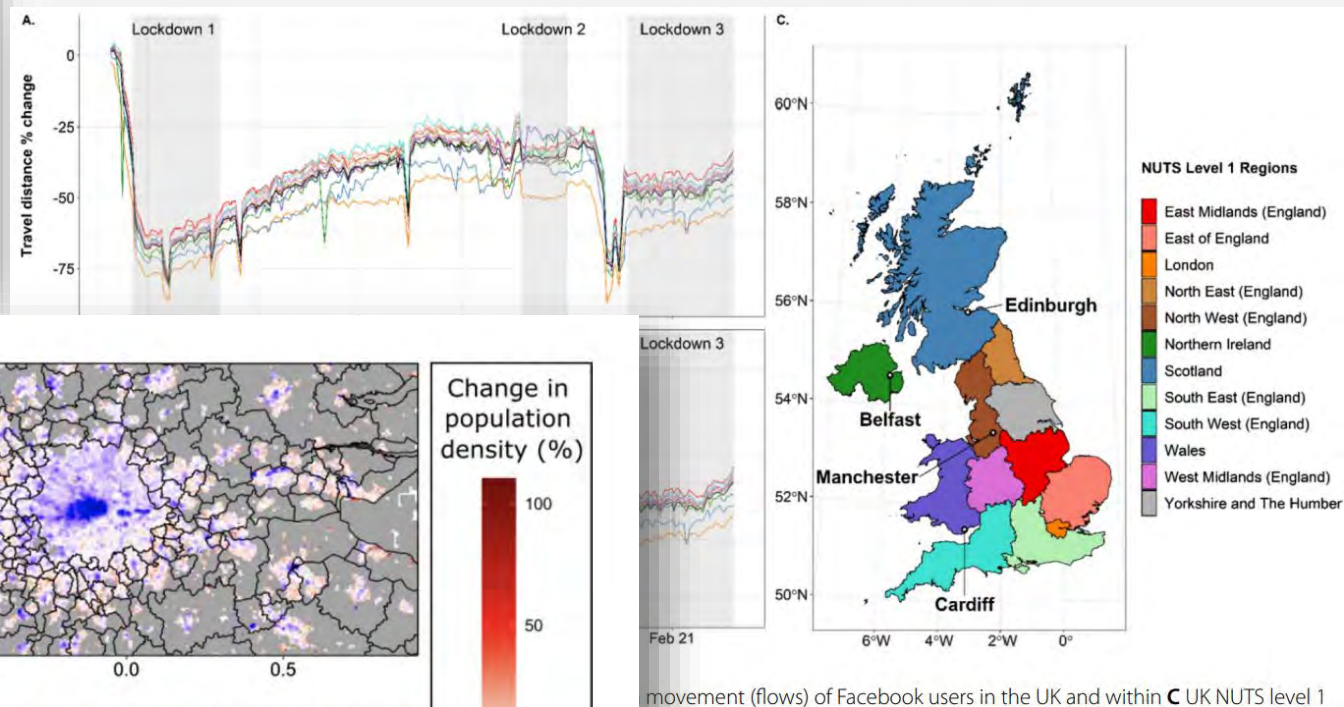 A.
Lockdown 1
Lockdown 2
Lockdown 3
Travel distance % change
0
-25
-50
-75
C.
60°N
58°N
56°N
54°N
52°N
50°N
6°W
4°W
2°W
0°
Edinburgh
Belfast
Manchester
Cardiff
NUTS Level 1 Regions
East Midlands (England)
East of England
London
North East (England)
North West (England)
Northern Ireland
Scotland
South East (England)
South West (England)
Wales
West Midlands (England)
Yorkshire and The Humber
Change in
population
density (%)
100
50
0.0
0.5
Lockdown 3
Feb 21
movement (flows) of Facebook users in the UK and within C UK NUTS level 1